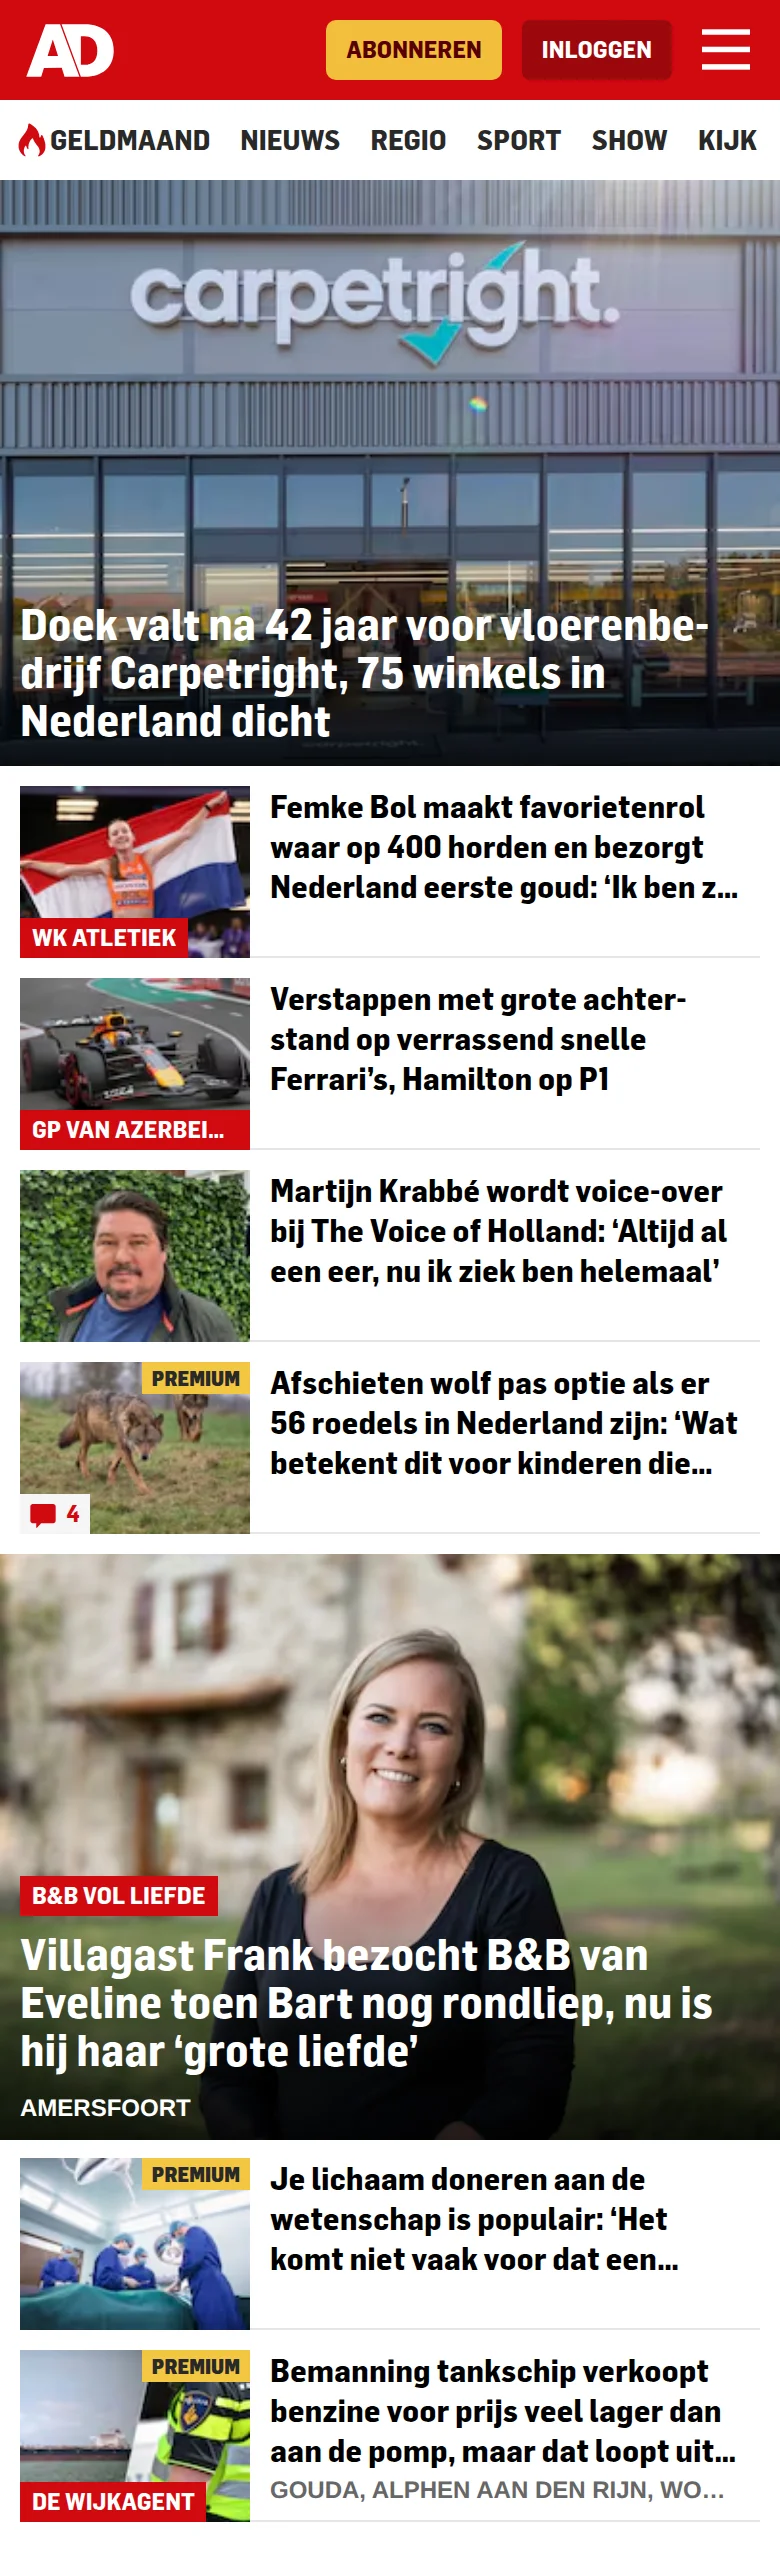 AD
ABONNEREN
INLOGGEN
GELDMAAND NIEUWS REGIO SPORT SHOW KIJK
carpetright.
Doek valt na 42 jaar voor vloerenbe-
drijf Carpetright, 75 winkels in
Nederland dicht
Femke Bol maakt favorietenrol
waar op 400 horden en bezorgt
Nederland eerste goud: ‘Ik ben z...
WK ATLETIEK
Verstappen met grote achter-
stand op verrassend snelle
Ferrari’s, Hamilton op P1
GP VAN AZERBEI...
Martijn Krabbé wordt voice-over
bij The Voice of Holland: ‘Altijd al
een eer, nu ik ziek ben helemaal’
PREMIUM
Afschieten wolf pas optie als er
56 roedels in Nederland zijn: ‘Wat
betekent dit voor kinderen die...
4
B&B VOL LIEFDE
Villagast Frank bezocht B&B van
Eveline toen Bart nog rondliep, nu is
hij haar ‘grote liefde’
AMERSFOORT
PREMIUM
Je lichaam doneren aan de
wetenschap is populair: ‘Het
komt niet vaak voor dat een...
PREMIUM
Bemanning tankschip verkoopt
benzine voor prijs veel lager dan
aan de pomp, maar dat loopt uit...
GOUDA, ALPHEN AAN DEN RIJN, WO...
DE WIJKAGENT